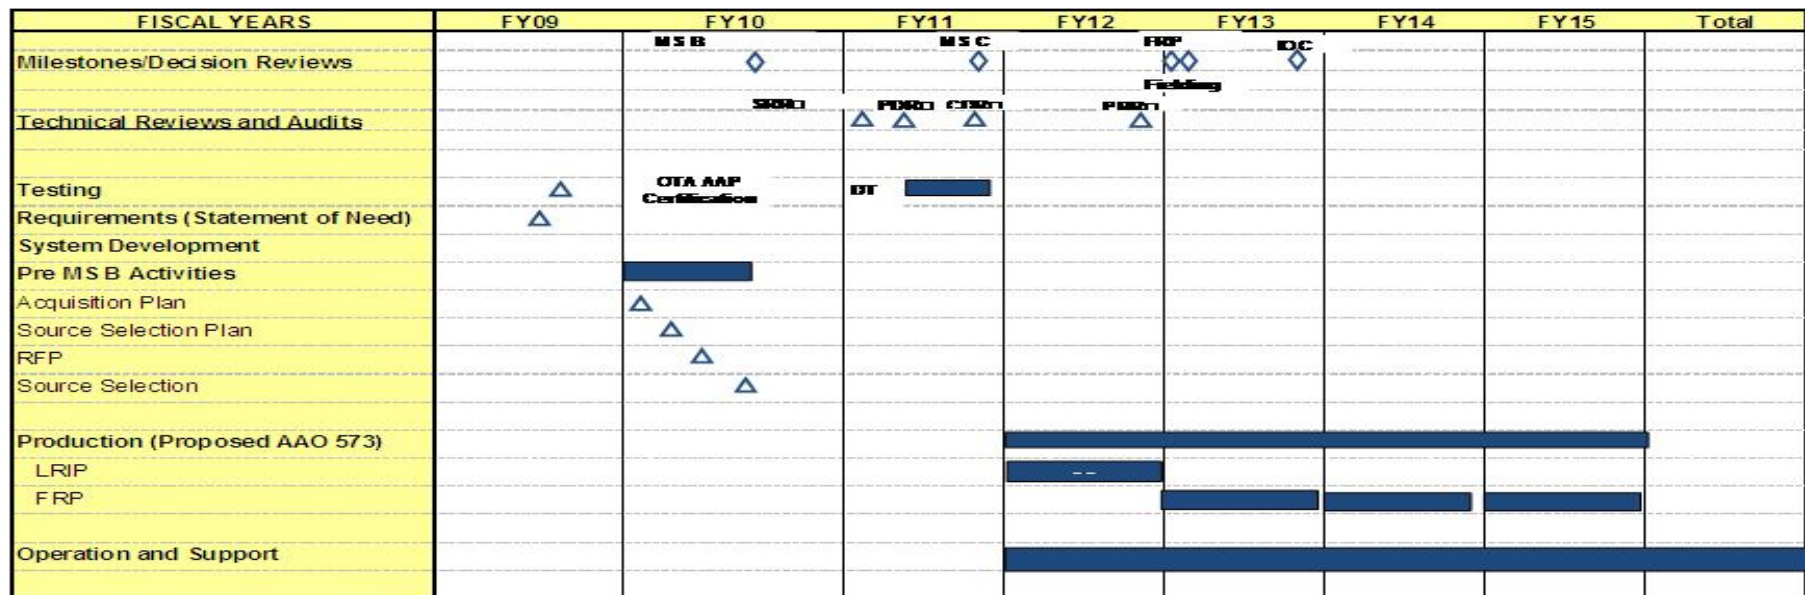 FISCAL YEARS FY09 FY10 FY11 FY12 FY13 FY14 FY15 Total
MS B MS C FRP IOC
Milestones/Decision Reviews
Fielding
Technical Reviews and Audits
Testing
OTA AAP
Certification
DT
Requirements (Statement of Need)
System Development
Pre MS B Activities
Acquisition Plan
Source Selection Plan
RFP
Source Selection
Production (Proposed AAO 573)
LRIP --
FRP
Operation and Support